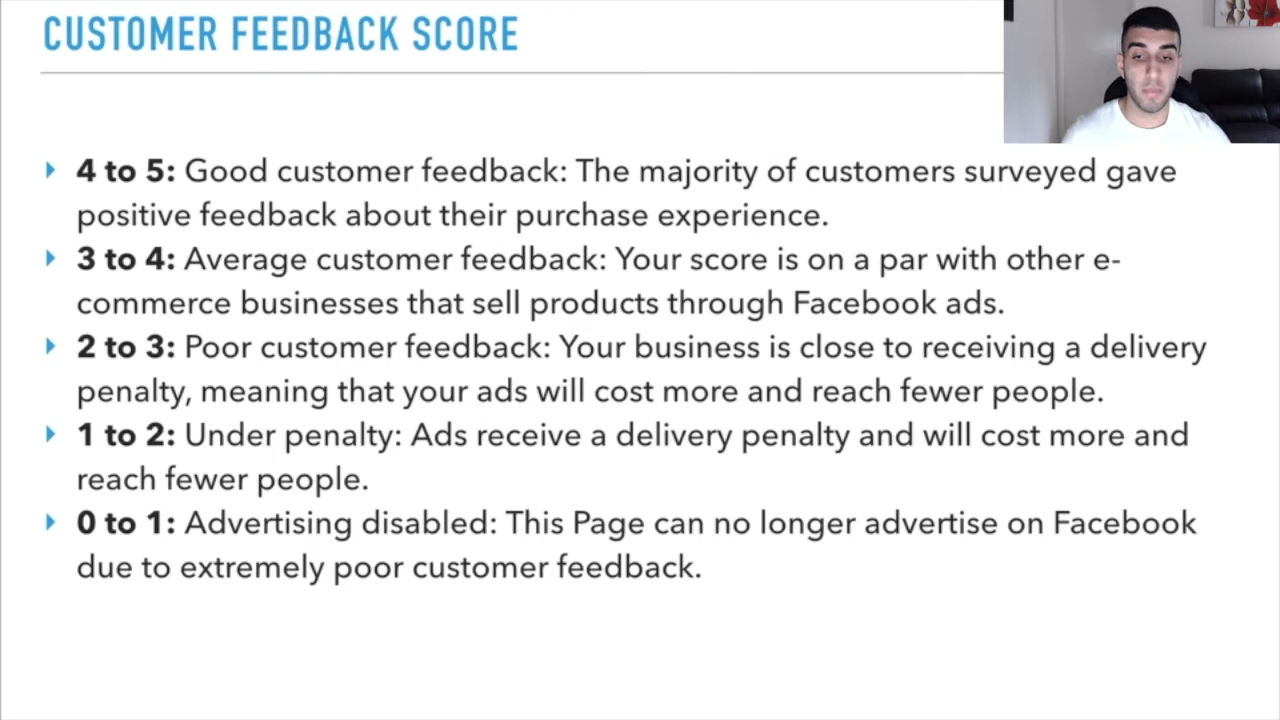 CUSTOMER FEEDBACK SCORE
4 to 5: Good customer feedback: The majority of customers surveyed gave
positive feedback about their purchase experience.
3 to 4: Average customer feedback: Your score is on a par with other e-
commerce businesses that sell products through Facebook ads.
2 to 3: Poor customer feedback: Your business is close to receiving a delivery
penalty, meaning that your ads will cost more and reach fewer people.
1 to 2: Under penalty: Ads receive a delivery penalty and will cost more and
reach fewer people.
0 to 1: Advertising disabled: This Page can no longer advertise on Facebook
due to extremely poor customer feedback.